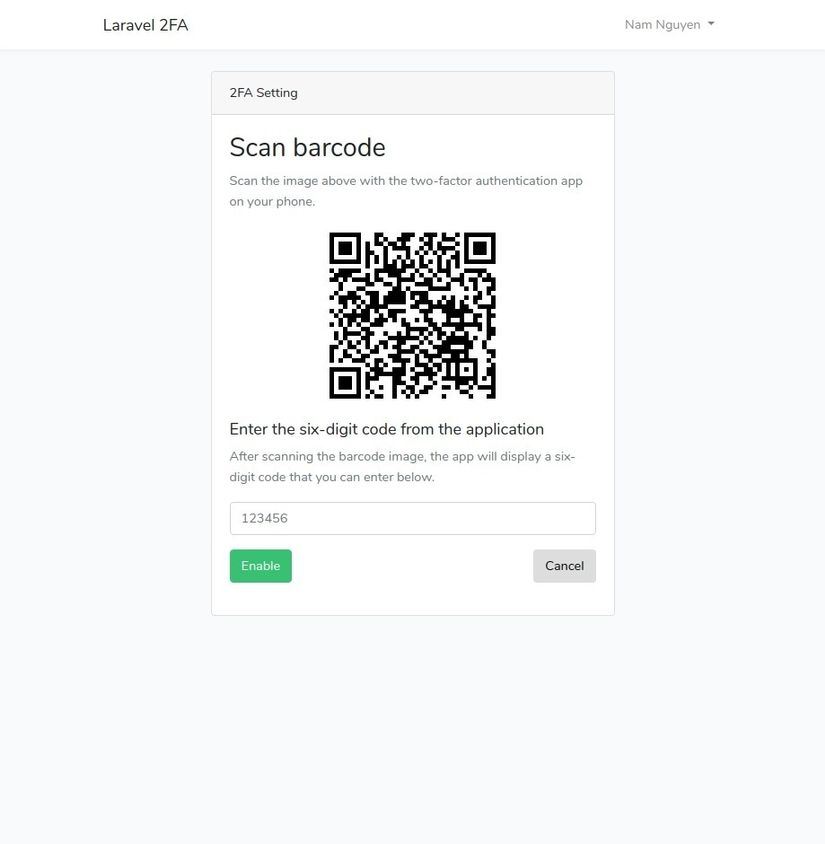 Laravel 2FA
Nam Nguyen
2FA Setting
Scan barcode
Scan the image above with the two-factor authentication app
on your phone.
Enter the six-digit code from the application
After scanning the barcode image, the app will display a six-
digit code that you can enter below.
123456
Enable
Cancel